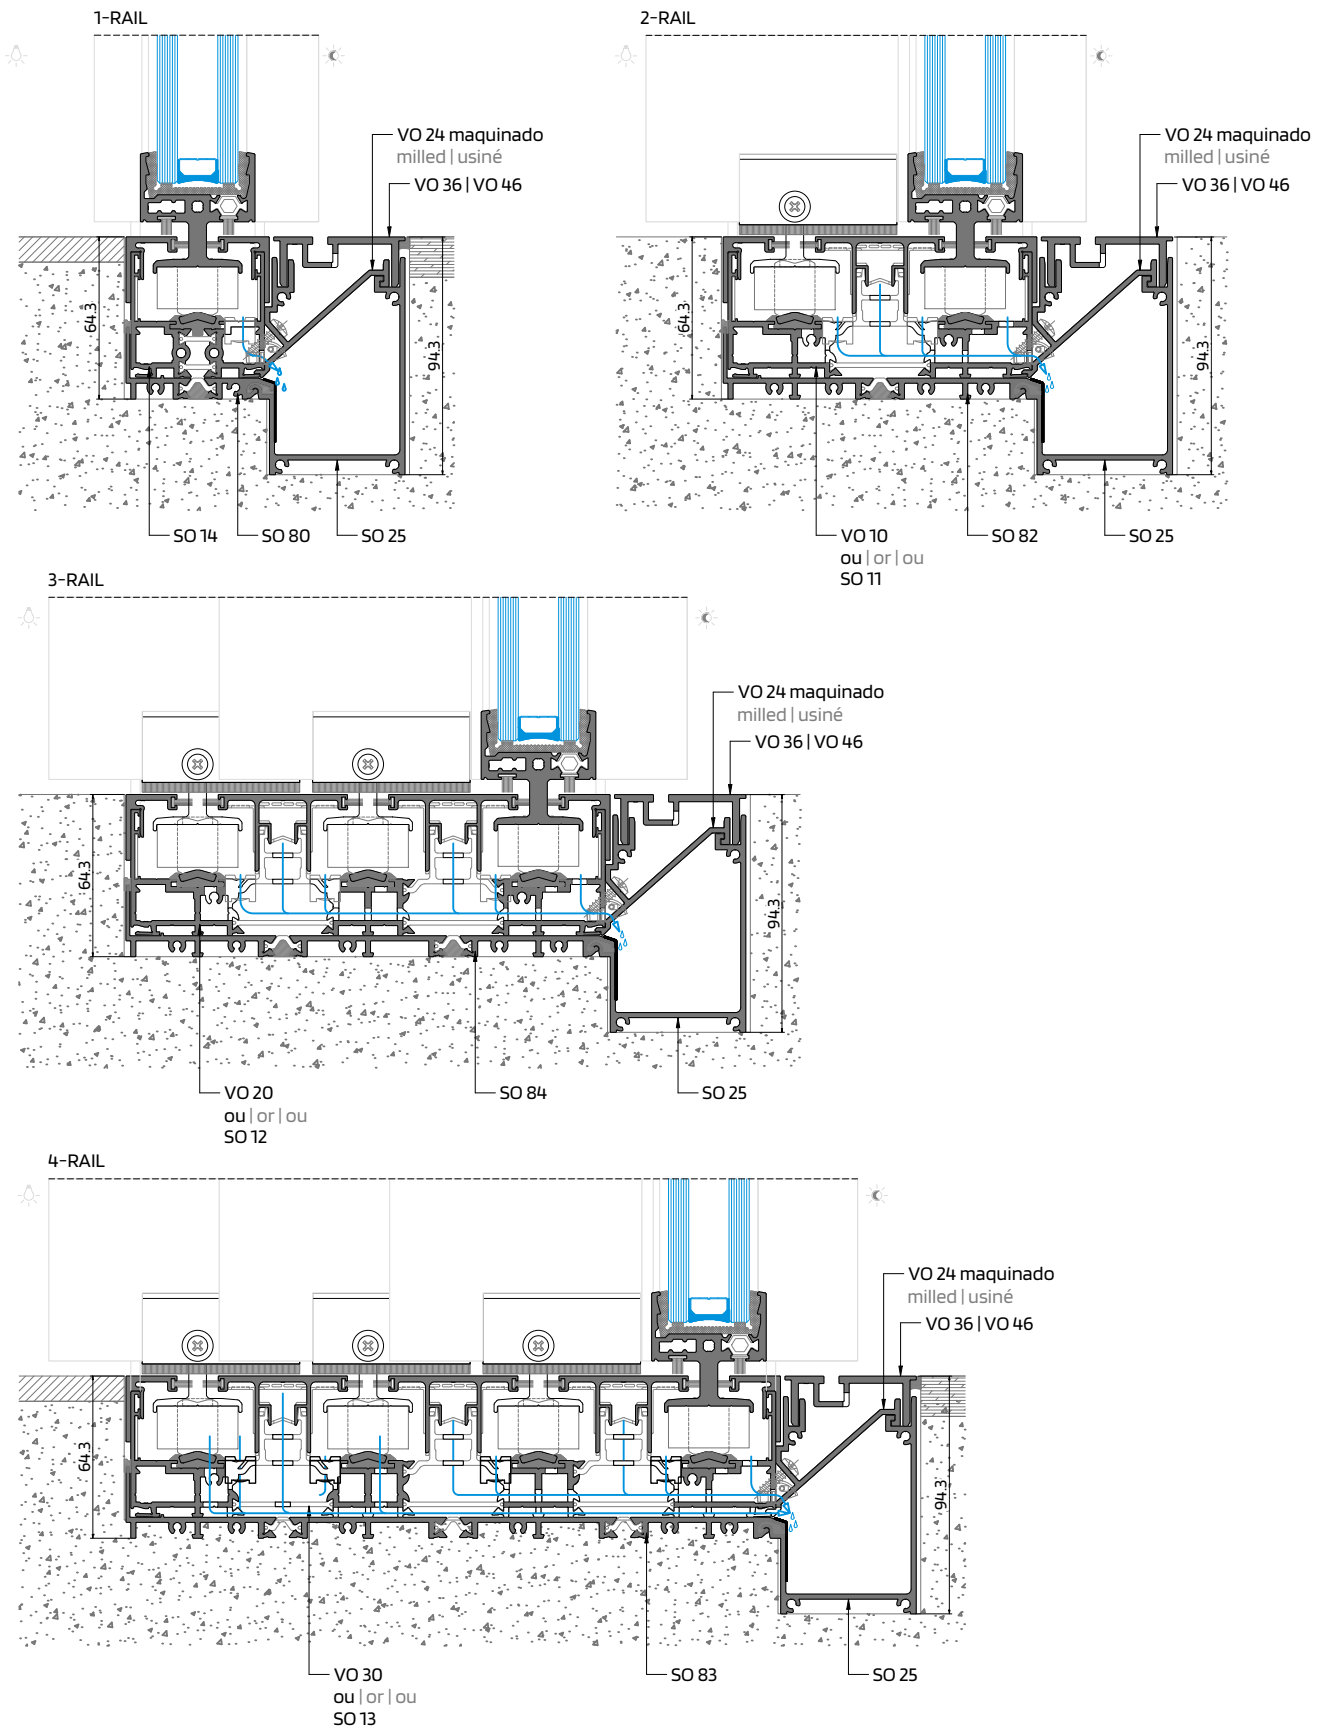 1-RAIL
2-RAIL
VO 24 maquinado
milled | usiné
VO 36 | VO 46
64.3
94.3
SO 14
SO 80
SO 25
VO 24 maquinado
milled | usiné
VO 36 | VO 46
64.3
94.3
VO 10
ou | or | ou
SO 11
SO 82
SO 25
3-RAIL
VO 24 maquinado
milled | usiné
VO 36 | VO 46
64.3
94.3
VO 20
ou | or | ou
SO 12
SO 84
SO 25
4-RAIL
VO 24 maquinado
milled | usiné
VO 36 | VO 46
64.3
94.3
VO 30
ou | or | ou
SO 13
SO 83
SO 25